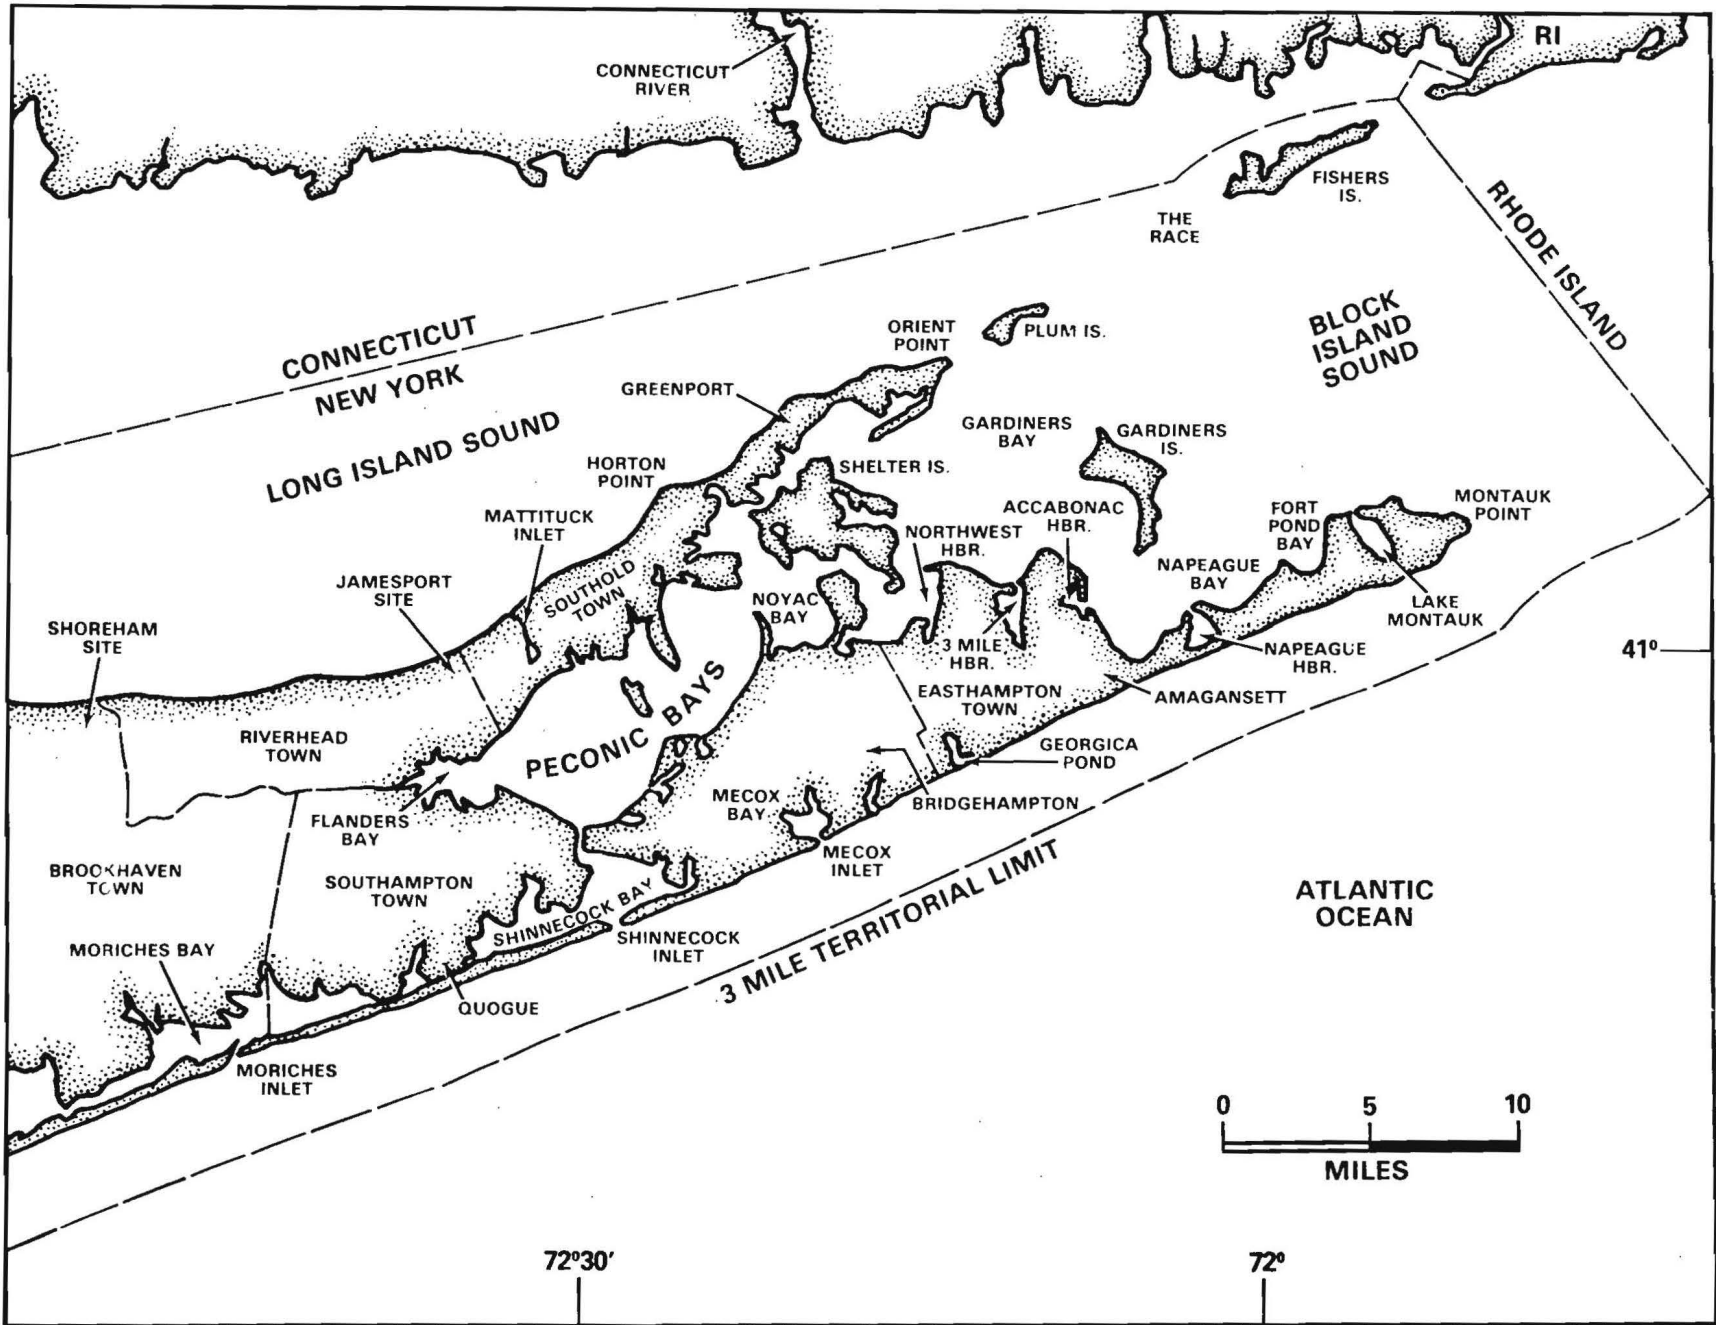 RI
CONNECTICUT
RIVER
FISHERS
IS.
THE
RACE
RHODE ISLAND
BLOCK
ISLAND
SOUND
CONNECTICUT
NEW YORK
LONG ISLAND SOUND
ORIENT
POINT
PLUM IS.
GREENPORT
GARDINERS
BAY
GARDINERS
IS.
HORTON
POINT
SHELTER IS.
MATTITUCK
INLET
NORTHWEST
HBR.
ACCABONAC
HBR.
FORT
POND
BAY
MONTAUK
POINT
JAMESPORT
SITE
SOUTHOLD
TOWN
NOYAC
BAY
NAPEAGUE
BAY
LAKE
MONTAUK
SHOREHAM
SITE
3 MILE
HBR.
NAPEAGUE
HBR.
41º
EASTHAMPTON
TOWN
AMAGANSETT
RIVERHEAD
TOWN
PECONIC BAYS
GEORGICA
POND
FLANDERS
BAY
MECOX
BAY
BRIDGEHAMPTON
MECOX
INLET
BROOKHAVEN
TOWN
SOUTHAMPTON
TOWN
SHINNECOCK BAY
SHINNECOCK
INLET
3 MILE TERRITORIAL LIMIT
ATLANTIC
OCEAN
MORICHES BAY
QUOGUE
MORICHES
INLET
0 5 10
MILES
72º30′
72º